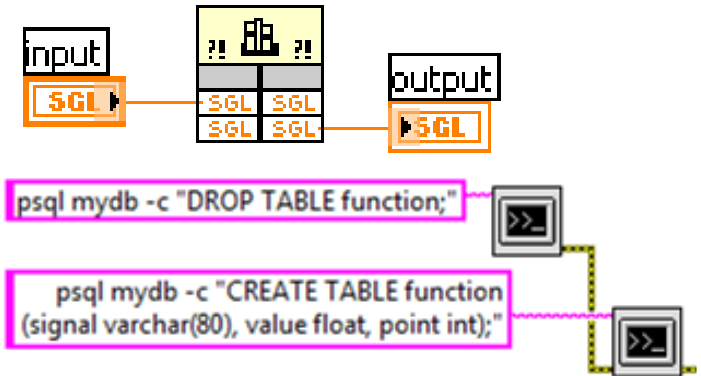 input
?! ?!
SGL
SGL SGL
SGL SGL
output
SGL
psql mydb -c "DROP TABLE function;"
>>_
psql mydb -c "CREATE TABLE function
(signal varchar(80), value float, point int);"
>>_